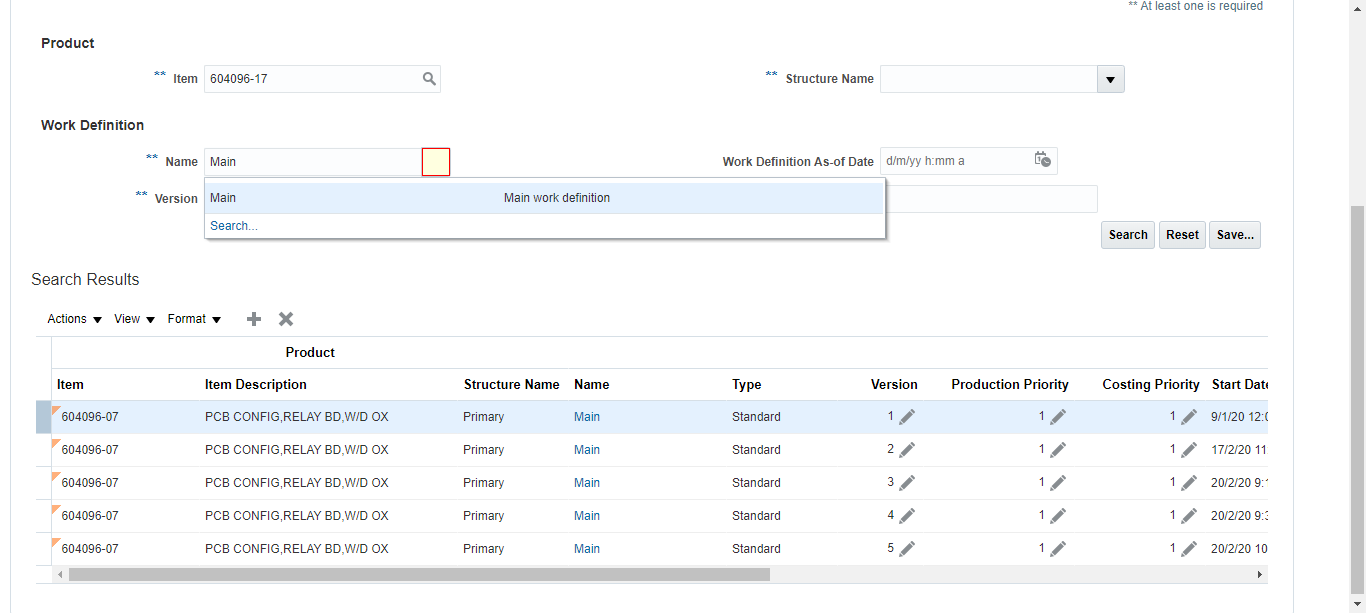 ** At least one is required
Product
** Item 604096-17 ** Structure Name
Work Definition
** Name Main Work Definition As-of Date d/m/yy h:mm a
** Version Main Main work definition
Search...
Search Reset Save...
Search Results
Actions View Format
Product
Item Item Description Structure Name Name Type Version Production Priority Costing Priority Start Date
604096-07 PCB CONFIG,RELAY BD,W/D OX Primary Main Standard 1 1 1 9/1/20 12:0
604096-07 PCB CONFIG,RELAY BD,W/D OX Primary Main Standard 2 1 1 17/2/20 11
604096-07 PCB CONFIG,RELAY BD,W/D OX Primary Main Standard 3 1 1 20/2/20 9:1
604096-07 PCB CONFIG,RELAY BD,W/D OX Primary Main Standard 4 1 1 20/2/20 9:3
604096-07 PCB CONFIG,RELAY BD,W/D OX Primary Main Standard 5 1 1 20/2/20 10